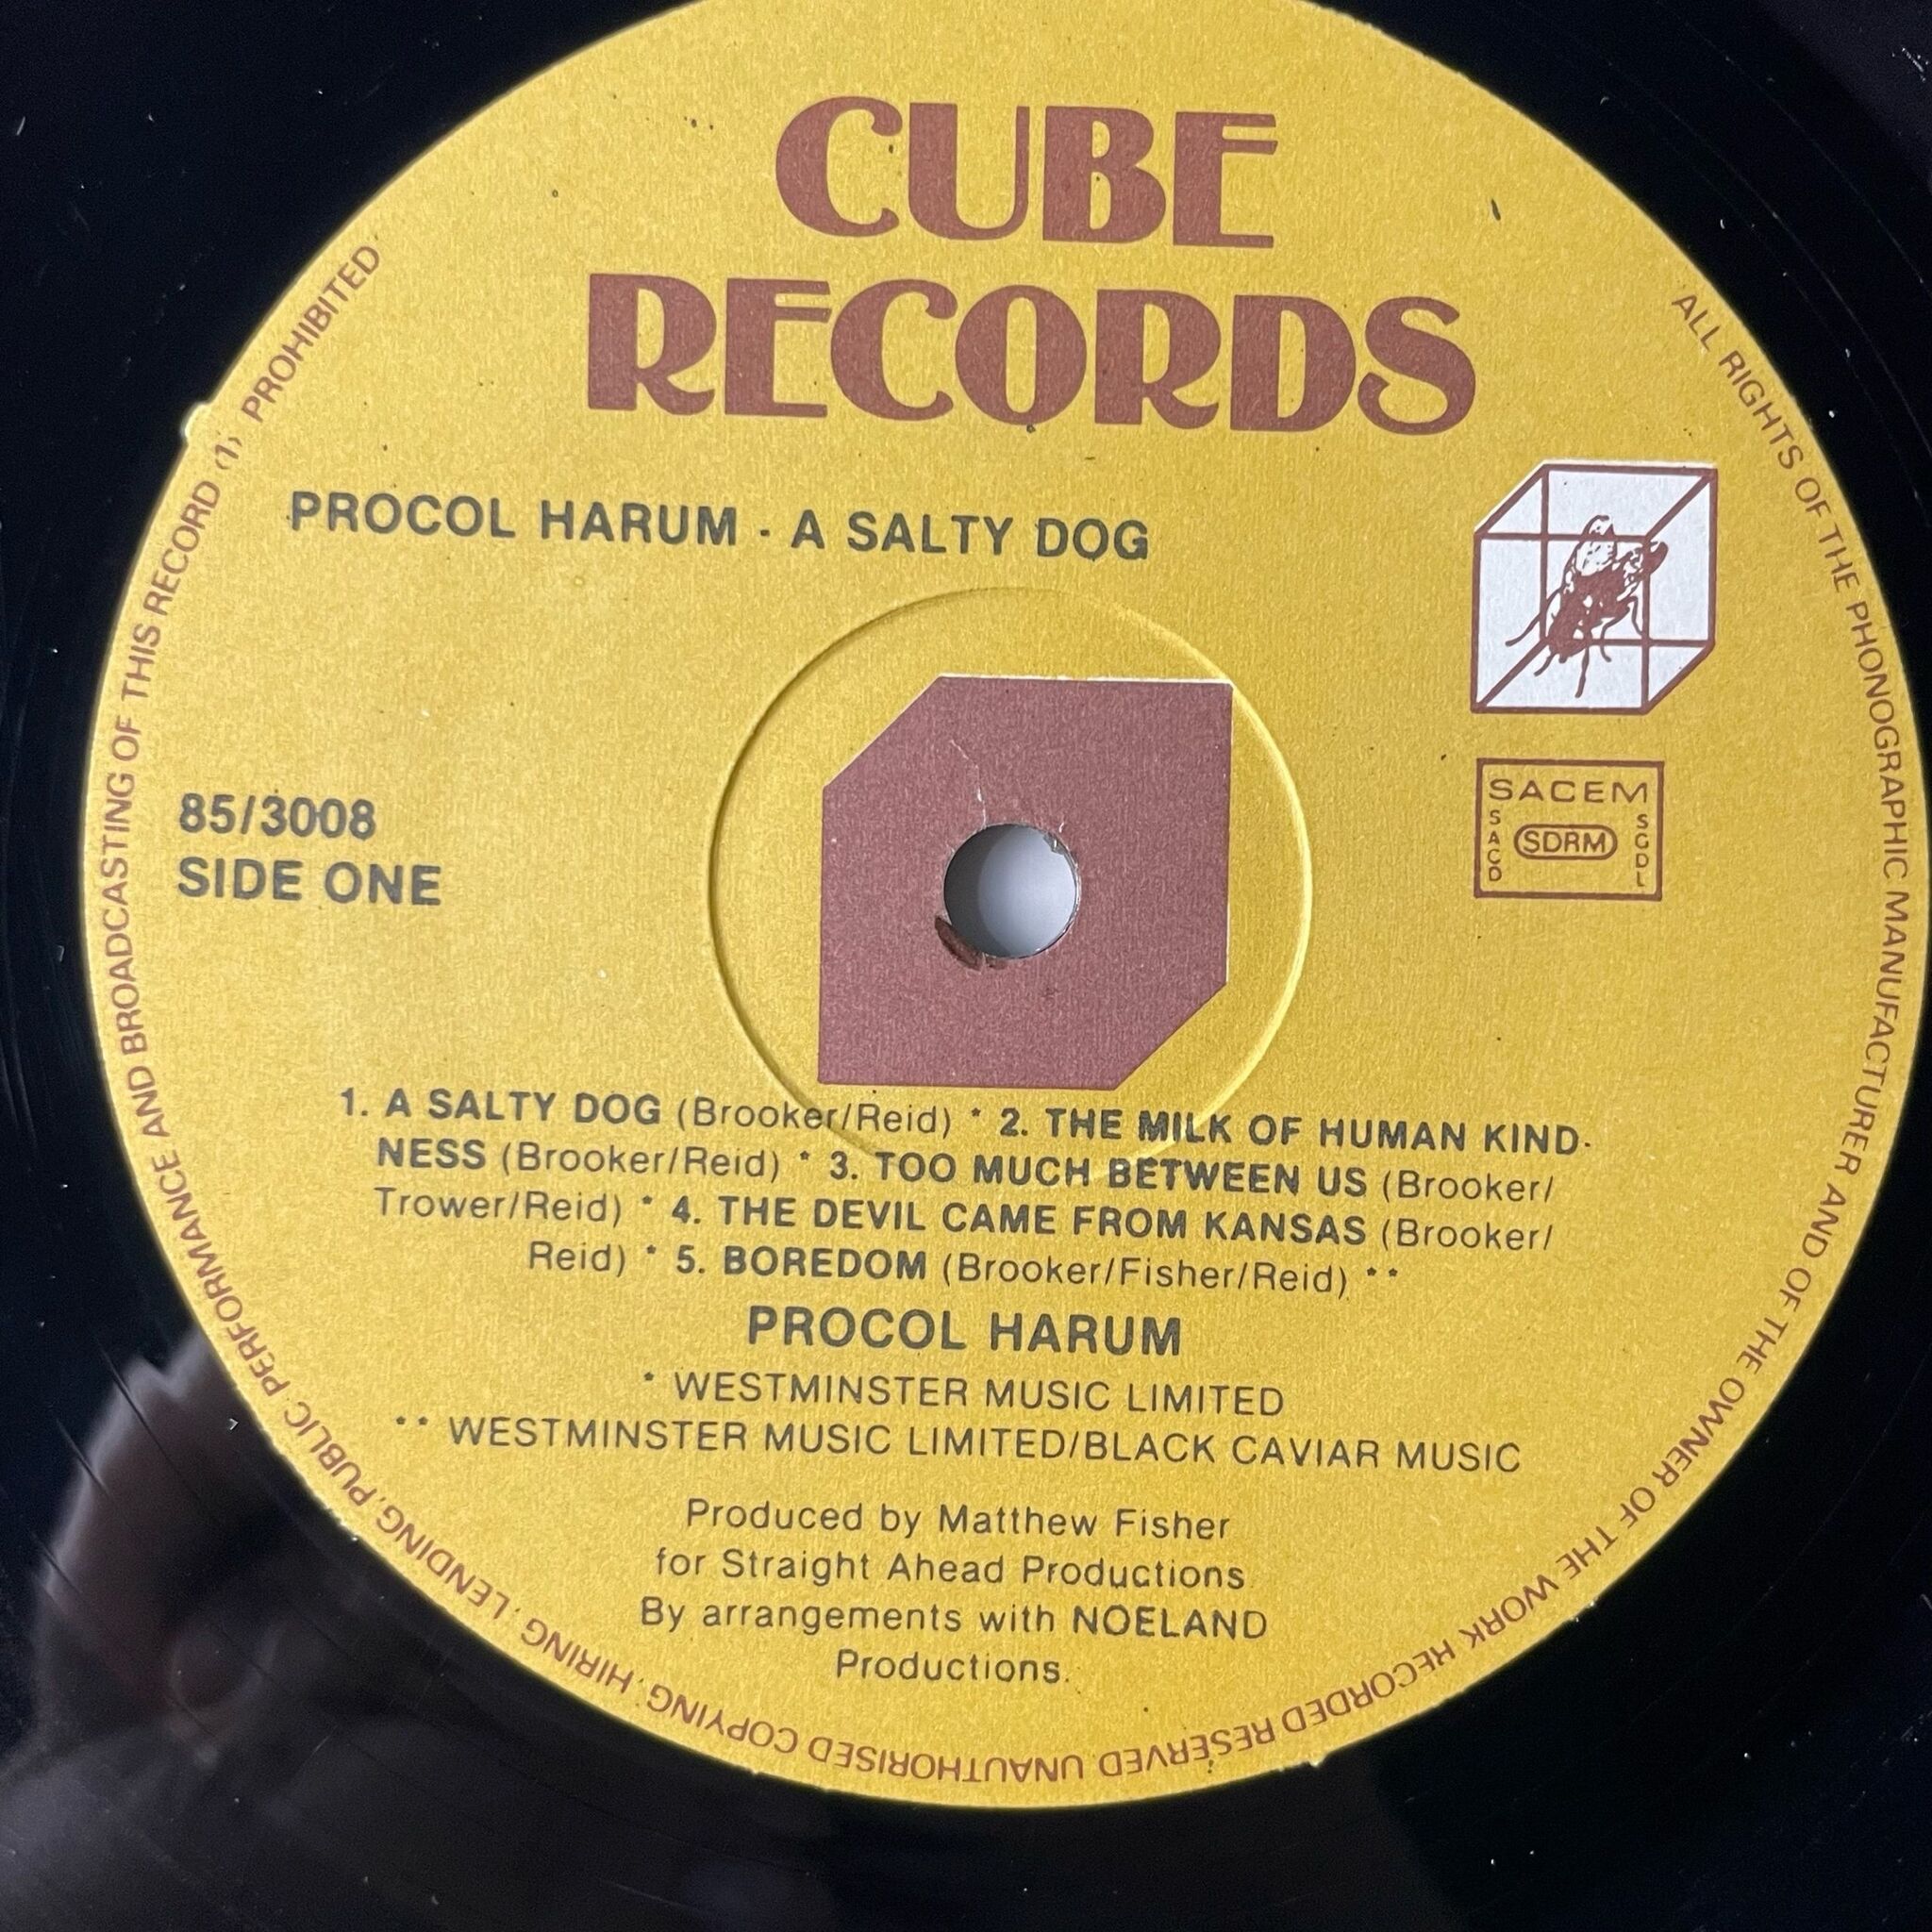 CUBE
RECORDS
PROCOL HARUM · A SALTY DOG
SACEM
SACD
SDRM
SGDL
85/3008
SIDE ONE
1. A SALTY DOG (Brooker/Reid) * 2. THE MILK OF HUMAN KIND-
NESS (Brooker/Reid) * 3. TOO MUCH BETWEEN US (Brooker/
Trower/Reid) * 4. THE DEVIL CAME FROM KANSAS (Brooker/
Reid) * 5. BOREDOM (Brooker/Fisher/Reid) **
PROCOL HARUM
* WESTMINSTER MUSIC LIMITED
** WESTMINSTER MUSIC LIMITED/BLACK CAVIAR MUSIC
Produced by Matthew Fisher
for Straight Ahead Productions
By arrangements with NOELAND
Productions.
ALL RIGHTS OF THE PHONOGRAPHIC MANUFACTURER AND OF THE OWNER OF THE WORK RECORDED RESERVED. UNAUTHORISED COPYING, HIRING, LENDING, PUBLIC PERFORMANCE AND BROADCASTING OF THIS RECORD (1) PROHIBITED